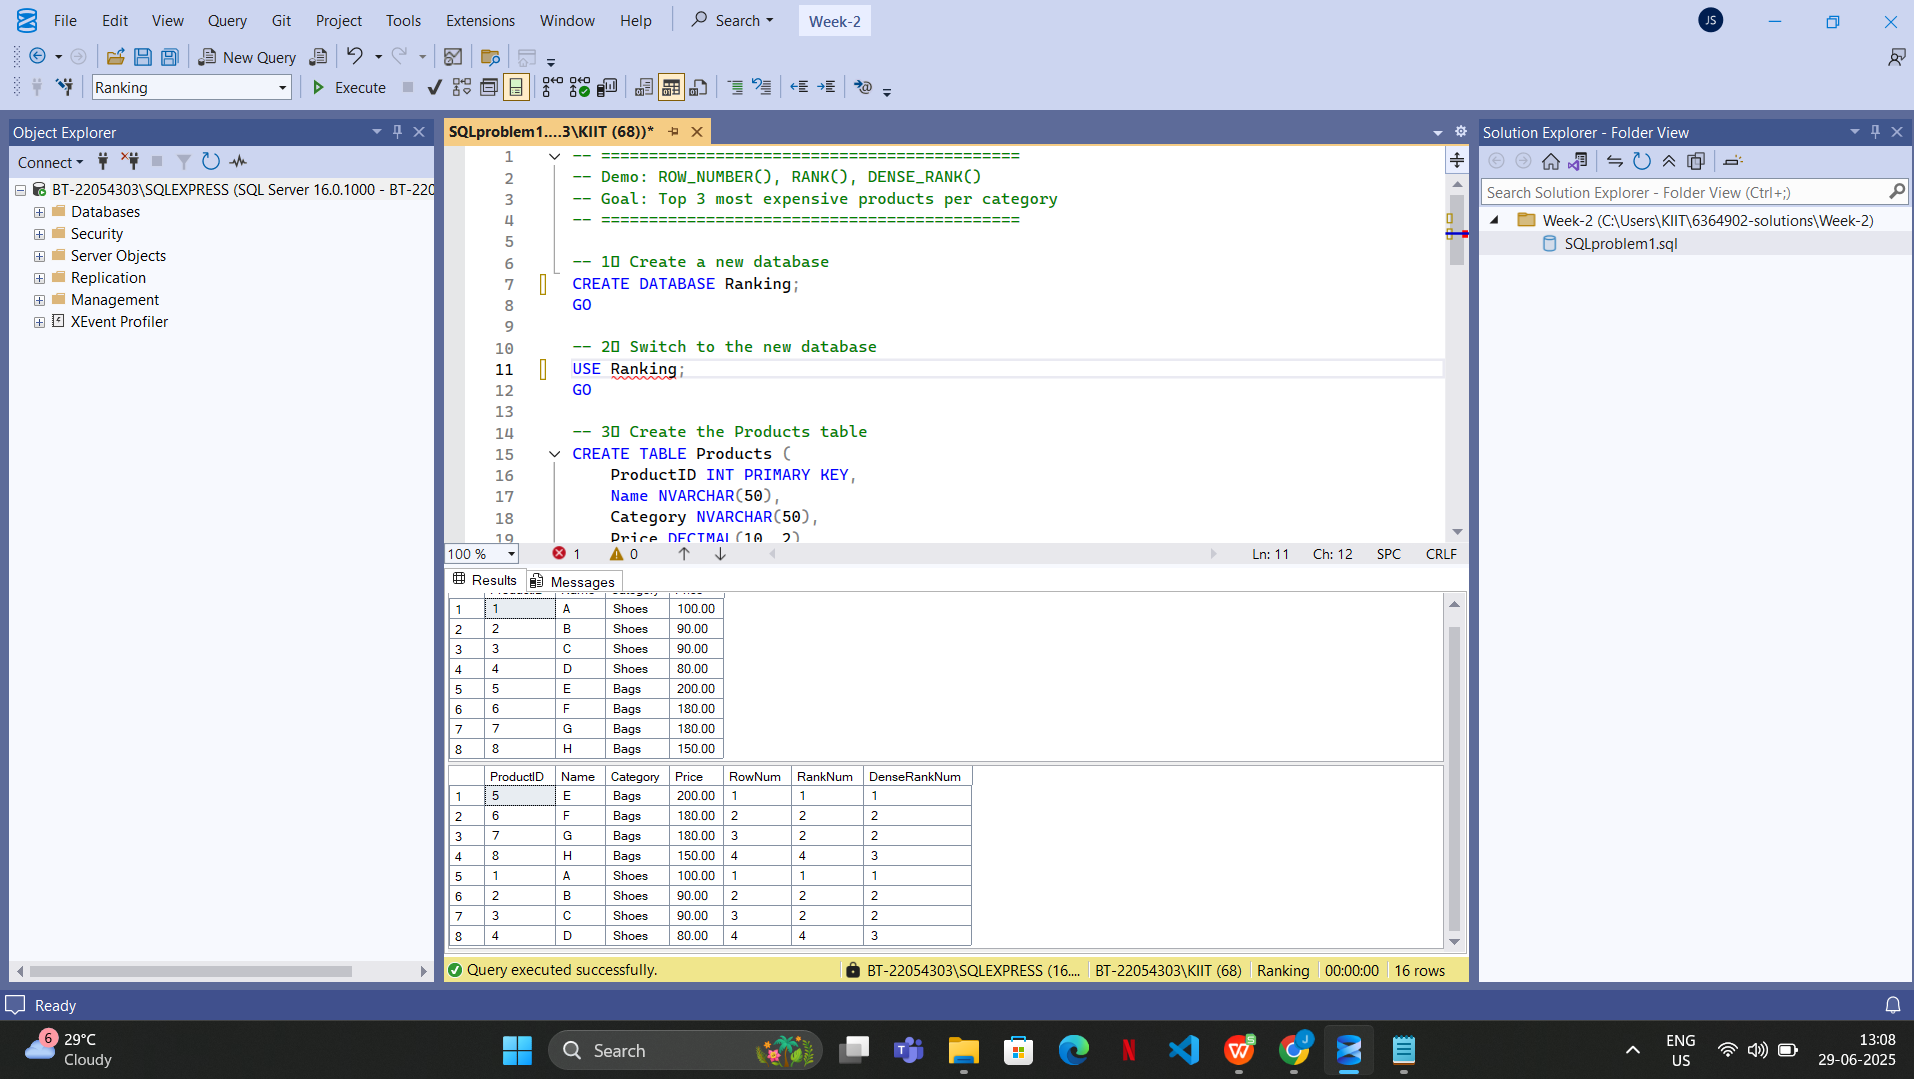 File Edit View Query Git Project Tools Extensions Window Help Search Week-2 JS
New Query
Ranking Execute
Object Explorer
Connect
BT-22054303\SQLEXPRESS (SQL Server 16.0.1000 - BT-220
Databases
Security
Server Objects
Replication
Management
XEvent Profiler
SQLproblem1....3\KIIT (68))*
1 -- ============================================
2 -- Demo: ROW_NUMBER(), RANK(), DENSE_RANK()
3 -- Goal: Top 3 most expensive products per category
4 -- ============================================
5
6 -- 1 Create a new database
7 CREATE DATABASE Ranking;
8 GO
9
10 -- 2 Switch to the new database
11 USE Ranking;
12 GO
13
14 -- 3 Create the Products table
15 CREATE TABLE Products (
16 ProductID INT PRIMARY KEY,
17 Name NVARCHAR(50),
18 Category NVARCHAR(50),
19 Price DECIMAL(10, 2)
100 % 1 0 Ln: 11 Ch: 12 SPC CRLF
Results Messages
ProductID Name Category Price
1 1 A Shoes 100.00
2 2 B Shoes 90.00
3 3 C Shoes 90.00
4 4 D Shoes 80.00
5 5 E Bags 200.00
6 6 F Bags 180.00
7 7 G Bags 180.00
8 8 H Bags 150.00
ProductID Name Category Price RowNum RankNum DenseRankNum
1 5 E Bags 200.00 1 1 1
2 6 F Bags 180.00 2 2 2
3 7 G Bags 180.00 3 2 2
4 8 H Bags 150.00 4 4 3
5 1 A Shoes 100.00 1 1 1
6 2 B Shoes 90.00 2 2 2
7 3 C Shoes 90.00 3 2 2
8 4 D Shoes 80.00 4 4 3
Query executed successfully. BT-22054303\SQLEXPRESS (16.... BT-22054303\KIIT (68) Ranking 00:00:00 16 rows
Solution Explorer - Folder View
Search Solution Explorer - Folder View (Ctrl+;)
Week-2 (C:\Users\KIIT\6364902-solutions\Week-2)
SQLproblem1.sql
Ready
6 29°C
Cloudy
Search
ENG
US
13:08
29-06-2025